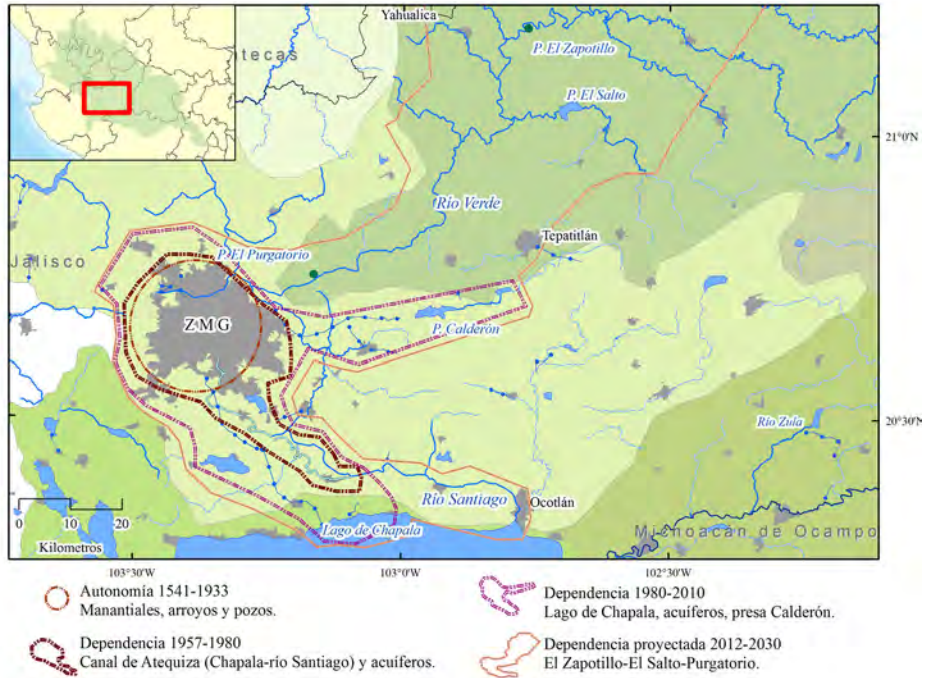 Yahualica
P. El Zapotillo
tecas
P. El Salto
21°0'N
Río Verde
Tepatitlán
P. El Purgatorio
Jalisco
ZMG
P. Calderón
20°30'N
Río Zula
Río Santiago
Ocotlán
0 10 20
Lago de Chapala
Michoacán de Ocampo
Kilometros
103°30'W
103°0'W
102°30'W
Autonomía 1541-1933
Manantiales, arroyos y pozos.
Dependencia 1957-1980
Canal de Atequiza (Chapala-río Santiago) y acuíferos.
Dependencia 1980-2010
Lago de Chapala, acuíferos, presa Calderón.
Dependencia proyectada 2012-2030
El Zapotillo-El Salto-Purgatorio.